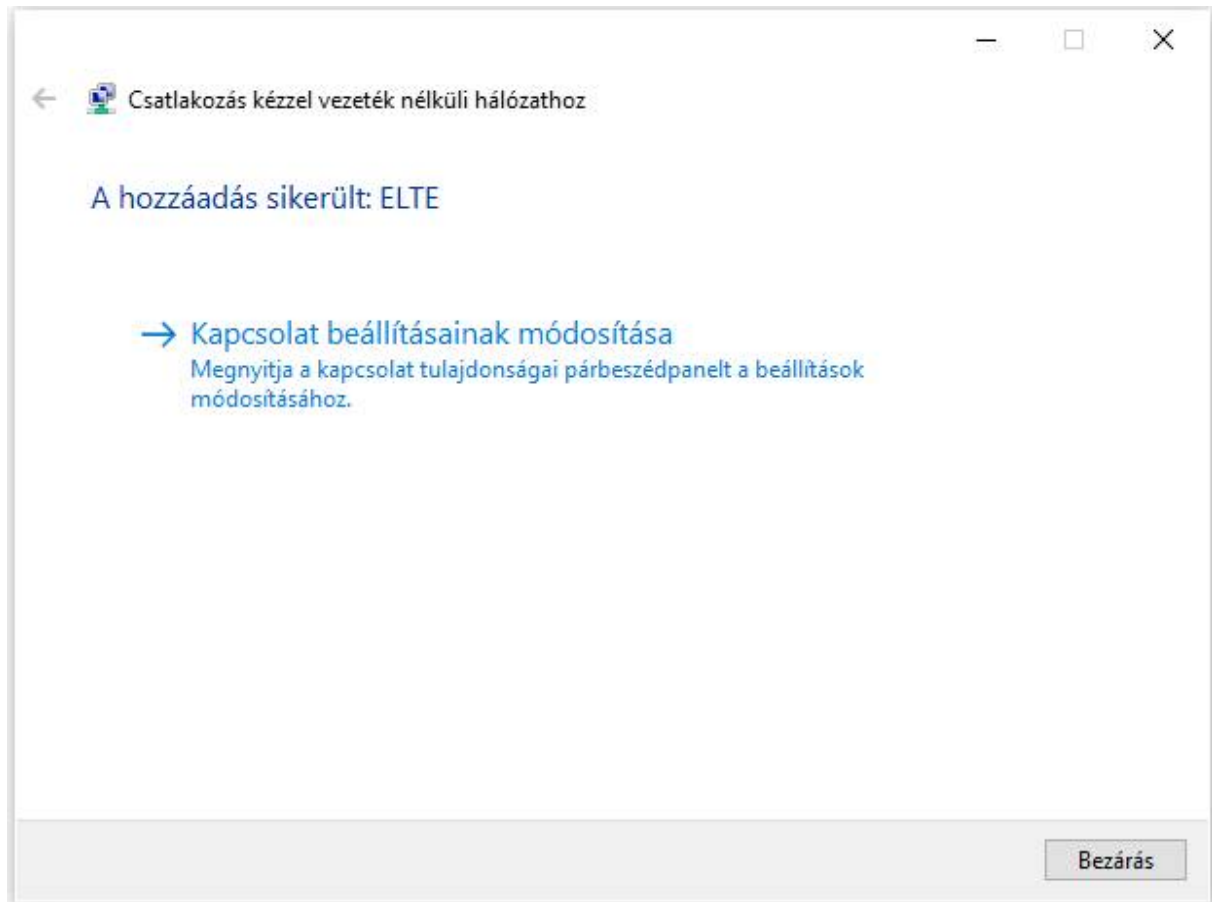 Csatlakozás kézzel vezeték nélküli hálózathoz
A hozzáadás sikerült: ELTE
Kapcsolat beállításainak módosítása
Megnyitja a kapcsolat tulajdonságai párbeszédpanelt a beállítások
módosításához.
Bezárás